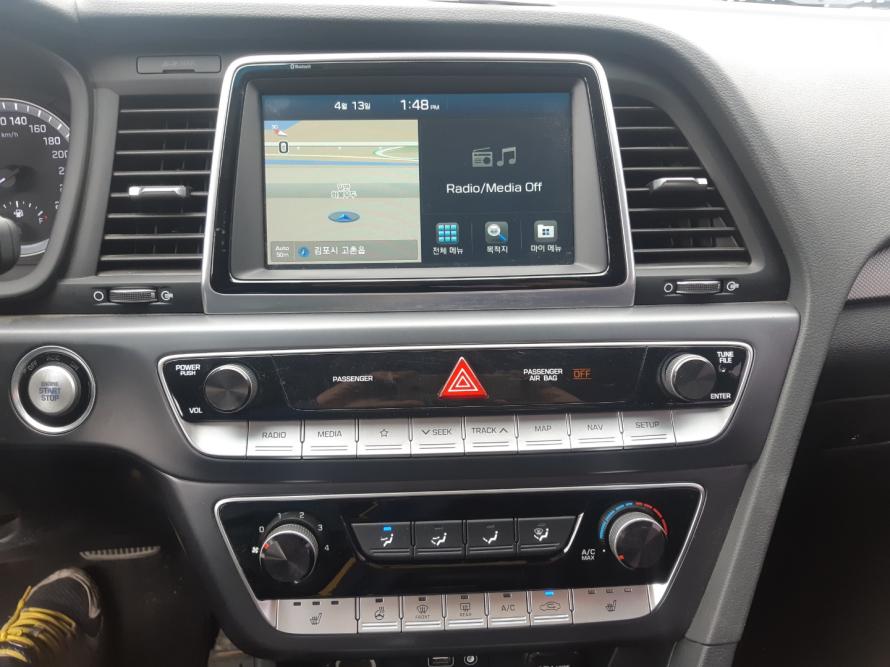 Bluetooth
4월 13일 1:48 PM
0
Radio/Media Off
Auto
50m
김포시 고촌읍
전체 메뉴
목적지
마이 메뉴
120 140
160
180
200
km/h
F
ENGINE
START
STOP
POWER
PUSH
VOL
PASSENGER
PASSENGER
AIR BAG
OFF
TUNE
FILE
ENTER
RADIO
MEDIA
SEEK
TRACK
MAP
NAV
SETUP
0 1 2 3 4
A/C
MAX
FRONT
REAR
A/C